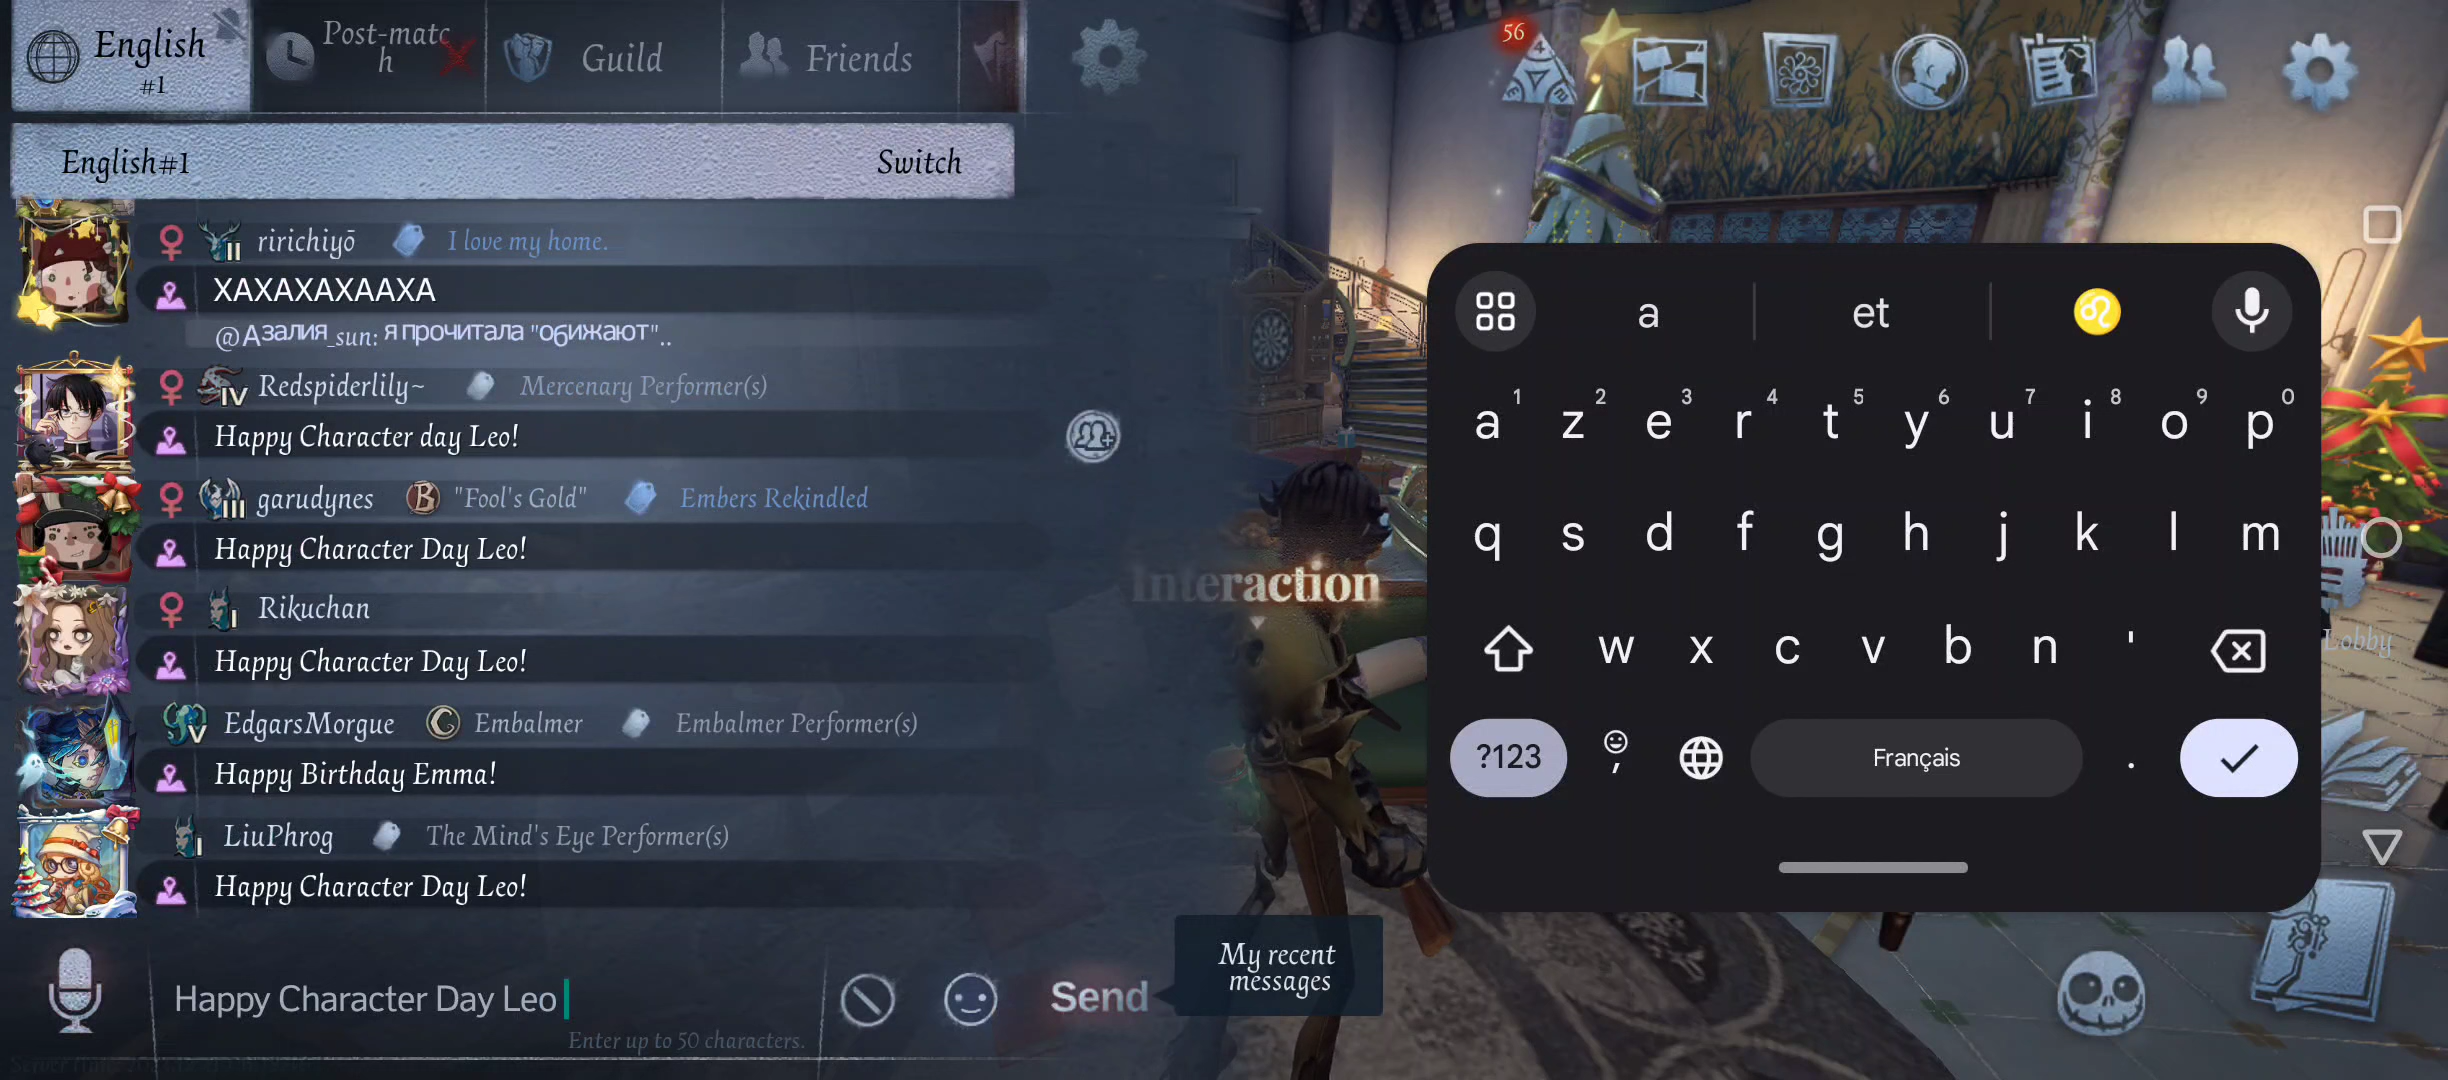 English
#1
Post-matc
h
Guild
Friends
56
English#1
Switch
ririchiyō
I love my home.
ХАХАХАХААХА
@Азалия_sun: я прочитала "обижают"..
Redspiderlily~
Mercenary Performer(s)
Happy Character day Leo!
garudynes
"Fool's Gold"
Embers Rekindled
Happy Character Day Leo!
Rikuchan
Happy Character Day Leo!
EdgarsMorgue
Embalmer
Embalmer Performer(s)
Happy Birthday Emma!
LiuPhrog
The Mind's Eye Performer(s)
Happy Character Day Leo!
Happy Character Day Leo
Enter up to 50 characters.
Send
My recent
messages
Interaction
Lobby
a et
1 2 3 4 5 6 7 8 9 0
a z e r t y u i o p
q s d f g h j k l m
w x c v b n '
?123 , Français .